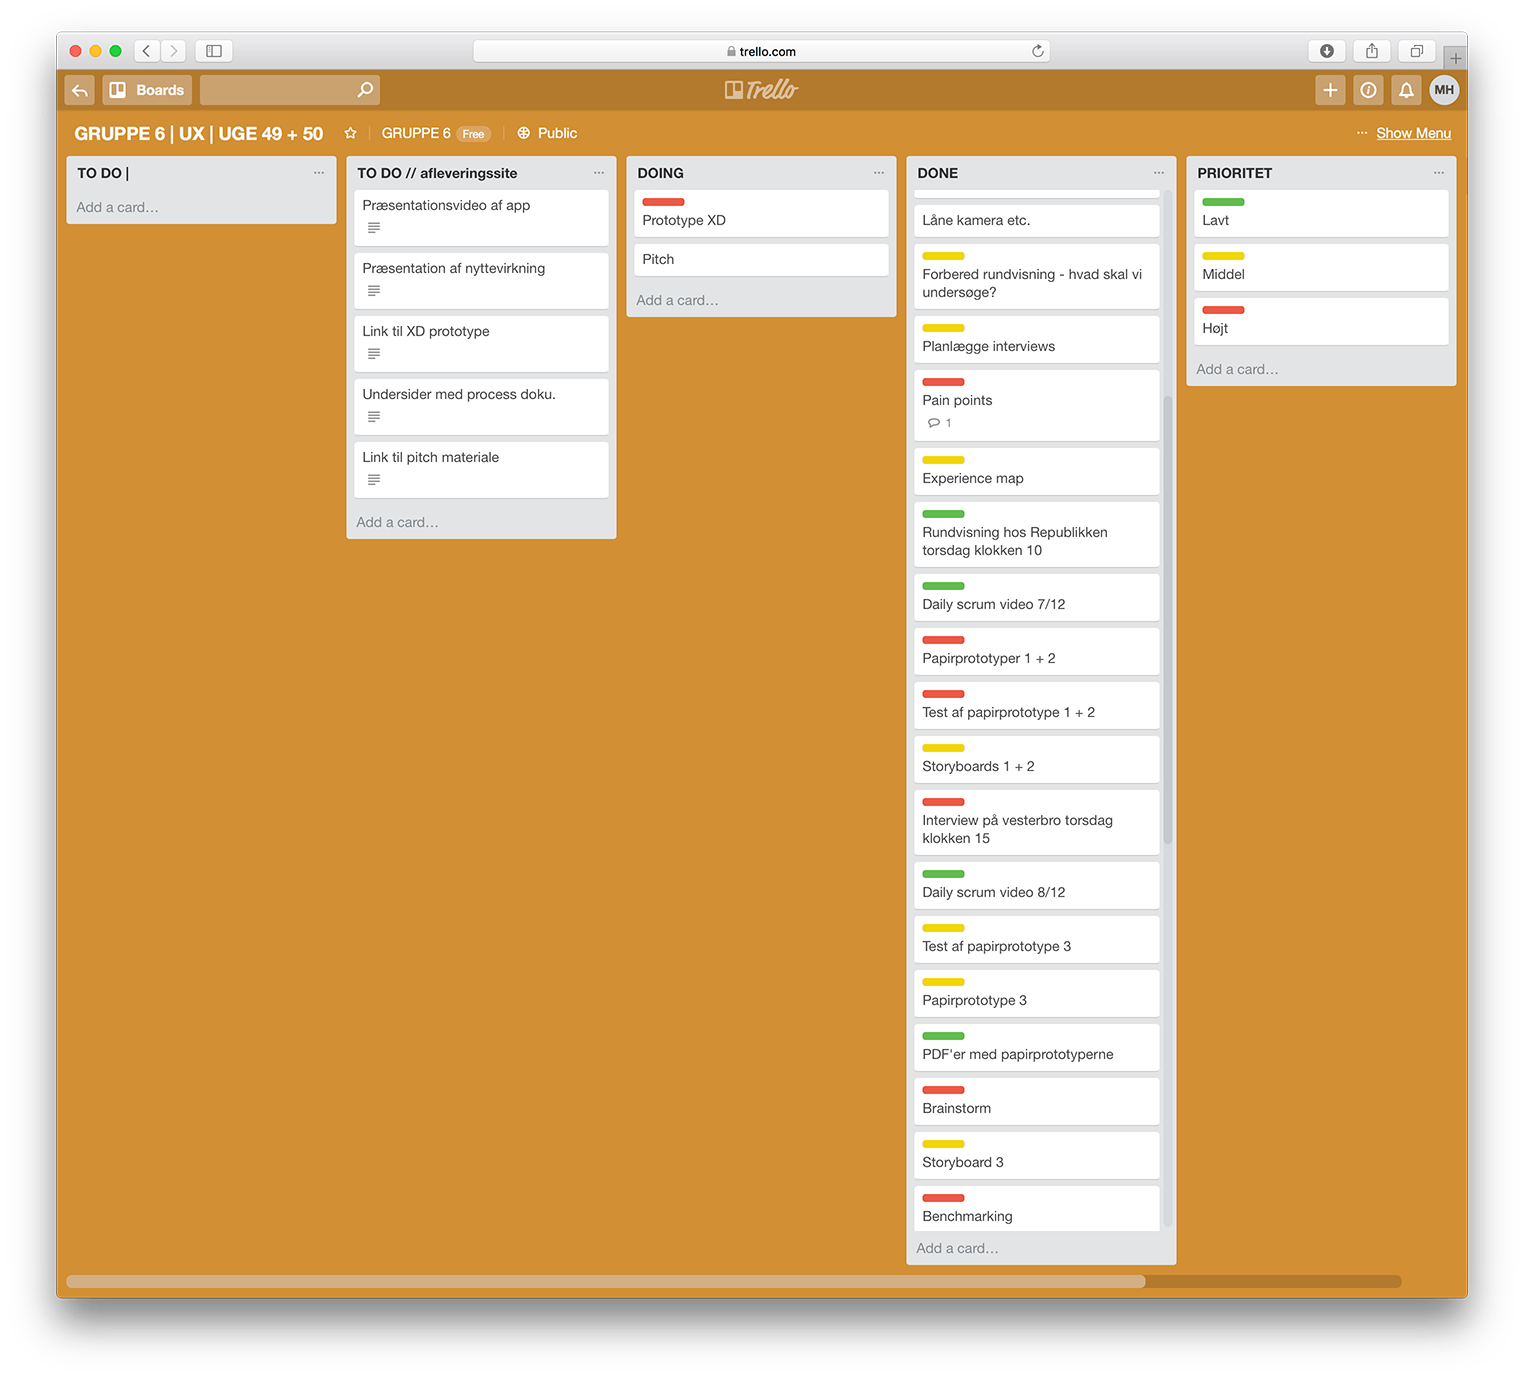 trello.com
Boards
Trello
MH
GRUPPE 6 | UX | UGE 49 + 50
GRUPPE 6 Free
Public
... Show Menu
TO DO |
Add a card…
TO DO // afleveringssite
Præsentationsvideo af app
Præsentation af nyttevirkning
Link til XD prototype
Undersider med process doku.
Link til pitch materiale
Add a card…
DOING
Prototype XD
Pitch
Add a card…
DONE
Låne kamera etc.
Forbered rundvisning - hvad skal vi
undersøge?
Planlægge interviews
Pain points
1
Experience map
Rundvisning hos Republikken
torsdag klokken 10
Daily scrum video 7/12
Papirprototyper 1 + 2
Test af papirprototype 1 + 2
Storyboards 1 + 2
Interview på vesterbro torsdag
klokken 15
Daily scrum video 8/12
Test af papirprototype 3
Papirprototype 3
PDF'er med papirprototyperne
Brainstorm
Storyboard 3
Benchmarking
Add a card…
PRIORITET
Lavt
Middel
Højt
Add a card…